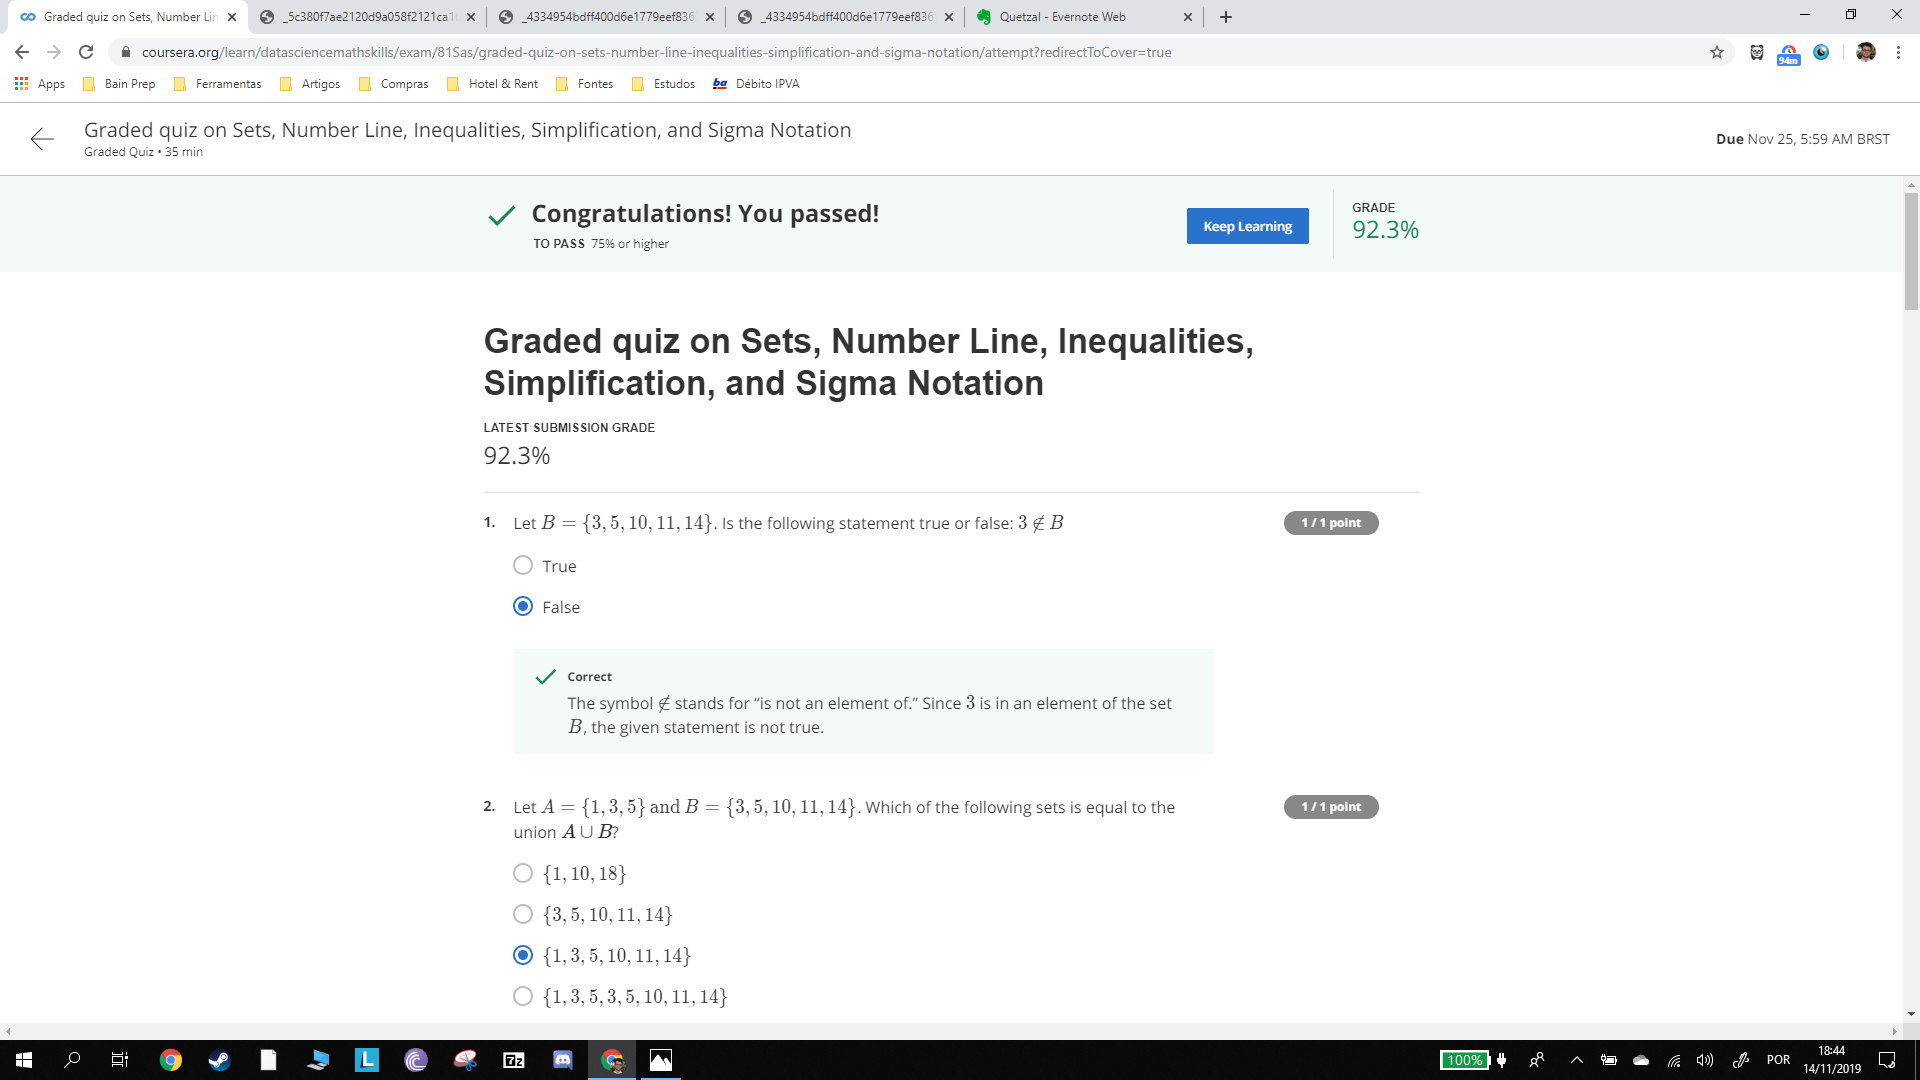 Graded quiz on Sets, Number Lin
_5c380f7ae2120d9a058f2121ca1
_4334954bdff400d6e1779eef836
_4334954bdff400d6e1779eef836
Quetzal - Evernote Web
coursera.org/learn/datasciencemathskills/exam/81Sas/graded-quiz-on-sets-number-line-inequalities-simplification-and-sigma-notation/attempt?redirectToCover=true
94m
Apps
Bain Prep
Ferramentas
Artigos
Compras
Hotel & Rent
Fontes
Estudos
ba Débito IPVA
Graded quiz on Sets, Number Line, Inequalities, Simplification, and Sigma Notation
Graded Quiz • 35 min
Due Nov 25, 5:59 AM BRST
Congratulations! You passed!
TO PASS 75% or higher
Keep Learning
GRADE
92.3%
Graded quiz on Sets, Number Line, Inequalities,
Simplification, and Sigma Notation
LATEST SUBMISSION GRADE
92.3%
1. Let B = {3, 5, 10, 11, 14}. Is the following statement true or false: 3 ∉ B
1 / 1 point
True
False
Correct
The symbol ∉ stands for “is not an element of.” Since 3 is in an element of the set
B, the given statement is not true.
2. Let A = {1, 3, 5} and B = {3, 5, 10, 11, 14}. Which of the following sets is equal to the
union A ∪ B?
1 / 1 point
{1, 10, 18}
{3, 5, 10, 11, 14}
{1, 3, 5, 10, 11, 14}
{1, 3, 5, 3, 5, 10, 11, 14}
L
7z
100%
POR
18:44
14/11/2019